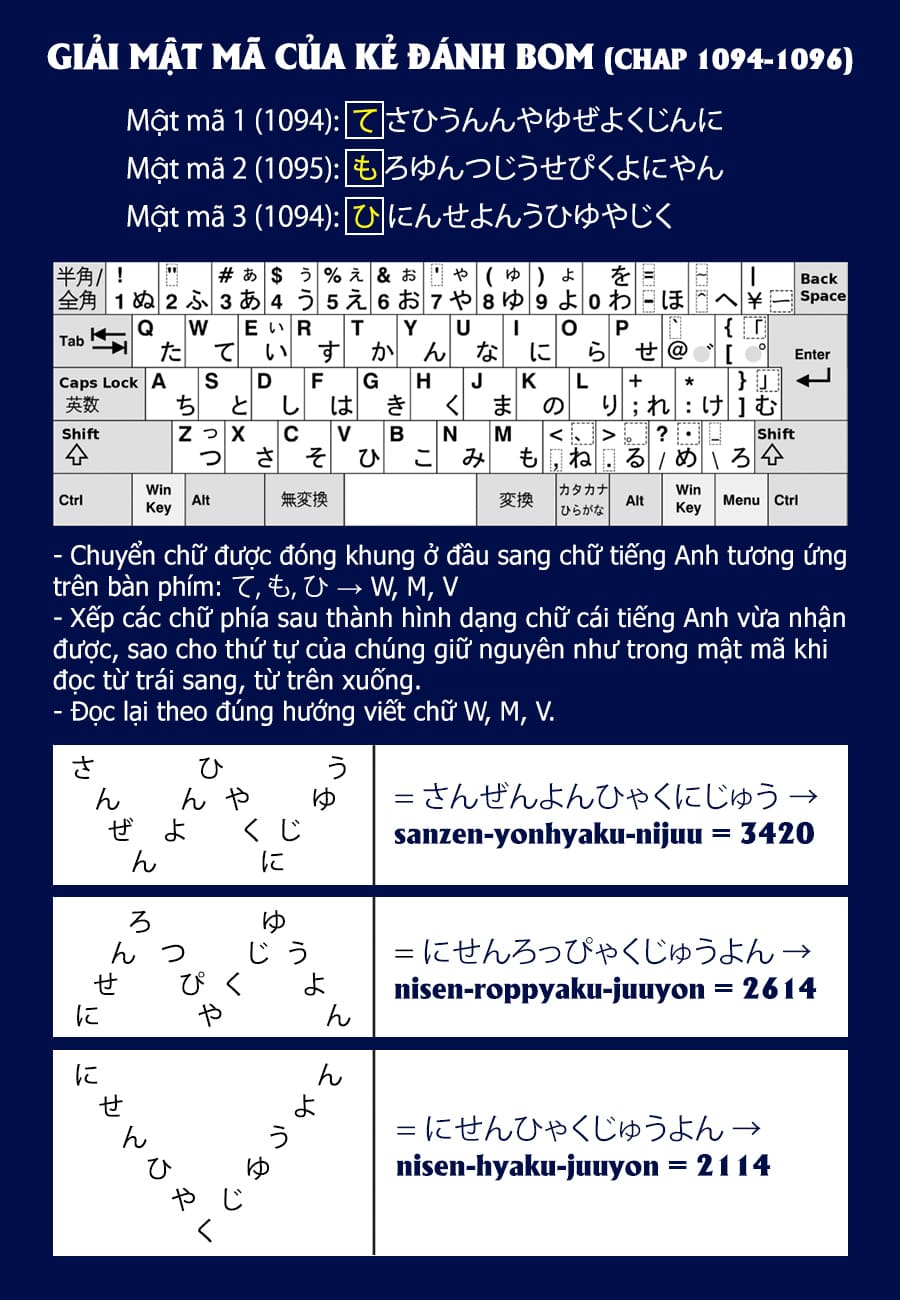 GIẢI MẬT MÃ CỦA KẺ ĐÁNH BOM (CHAP 1094-1096)
Mật mã 1 (1094): てさひうんんやゆぜよくじんに
Mật mã 2 (1095): もろゆんつじうせぴくよにやん
Mật mã 3 (1094): ひにんせよんうひゆやじく
半角/ ! " # ぁ $ ぅ % ぇ & ぉ ' ゃ ( ゅ ) ょ を = ~ | Back
全角 1 ぬ 2 ふ 3 あ 4 う 5 え 6 お 7 や 8 ゆ 9 よ 0 わ - ほ ^ へ ¥ ー Space
Tab Q た W て E ぃ い R す T か Y ん U な I に O ら P せ ` @ ゛ { 「 [ ゜ Enter
Caps Lock 英数 A ち S と D し F は G き H く J ま K の L り + ; れ * : け } 」 ] む
Shift Z っ つ X さ C そ V ひ B こ N み M も < 、 , ね > 。 . る ? ・ / め _ \ ろ Shift
Ctrl Win Key Alt 無変換 変換 カタカナ ひらがな Alt Win Key Menu Ctrl
- Chuyển chữ được đóng khung ở đầu sang chữ tiếng Anh tương ứng
trên bàn phím: て, も, ひ → W, M, V
- Xếp các chữ phía sau thành hình dạng chữ cái tiếng Anh vừa nhận
được, sao cho thứ tự của chúng giữ nguyên như trong mật mã khi
đọc từ trái sang, từ trên xuống.
- Đọc lại theo đúng hướng viết chữ W, M, V.
さ ひ う
ん ん や ゆ
ぜ よ く じ
ん に
= さんぜんよんひゃくにじゅう →
sanzen-yonhyaku-nijuu = 3420
ろ ゆ
ん つ じ う
せ ぴ く よ
に や ん
= にせんろっぴゃくじゅうよん →
nisen-roppyaku-juuyon = 2614
に ん
せ よ
ん う
ひ ゆ
や じ
く
= にせんひゃくじゅうよん →
nisen-hyaku-juuyon = 2114